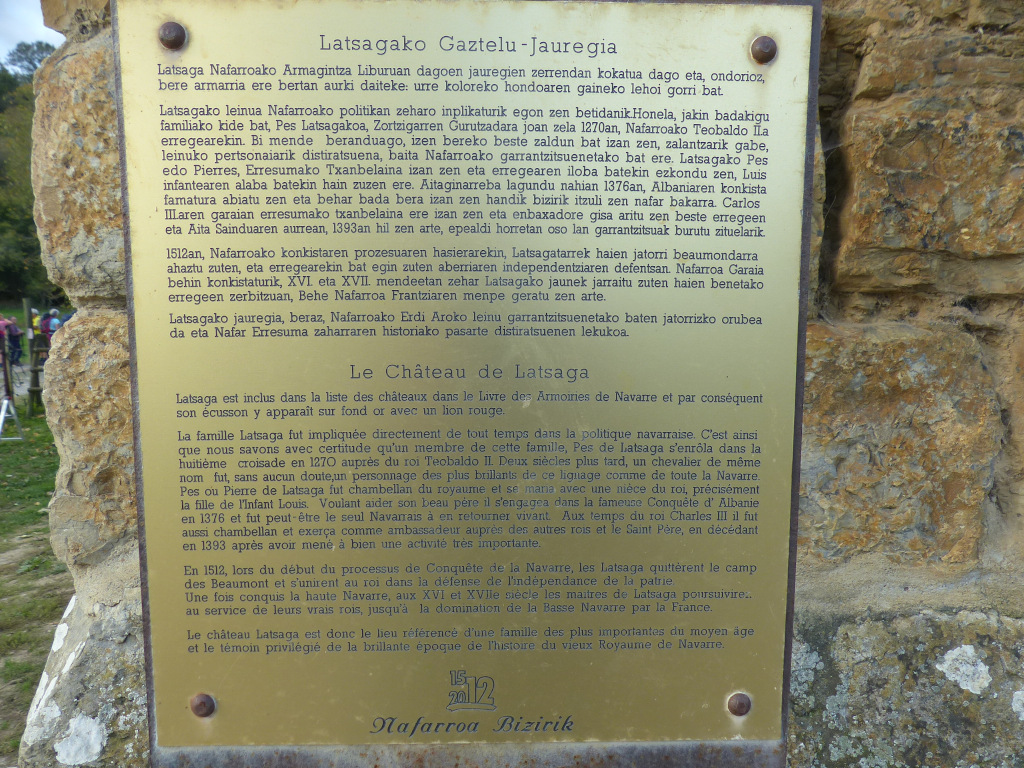 Latsagako Gaztelu-Jauregia
Latsaga Nafarroako Armagintza Liburuan dagoen jauregien zerrendan kokatua dago eta, ondorioz,
bere armarria ere bertan aurki daiteke: urre koloreko hondoaren gaineko lehoi gorri bat.
Latsagako leinua Nafarroako politikan zeharo inplikaturik egon zen betidanik.Honela, jakin badakigu
familiako kide bat, Pes Latsagakoa, Zortzigarren Gurutzadara joan zela 1270an, Nafarroako Teobaldo II.a
erregearekin. Bi mende beranduago, izen bereko beste zaldun bat izan zen, zalantzarik gabe,
leinuko pertsonaiarik distiratsuena, baita Nafarroako garrantzitsuenetako bat ere. Latsagako Pes
edo Pierres, Erresumako Txanbelaina izan zen eta erregearen iloba batekin ezkondu zen, Luis
infantearen alaba batekin hain zuzen ere. Aitaginarreba lagundu nahian 1376an, Albaniaren konkista
famatura abiatu zen eta behar bada bera izan zen handik bizirik itzuli zen nafar bakarra. Carlos
III.aren garaian erresumako txanbelaina ere izan zen eta enbaxadore gisa aritu zen beste erregeen
eta Aita Sainduaren aurrean, 1393an hil zen arte, epealdi horretan oso lan garrantzitsuak burutu zituelarik.
1512an, Nafarroako konkistaren prozesuaren hasierarekin, Latsagatarrek haien jatorri beaumondarra
ahaztu zuten, eta erregearekin bat egin zuten aberriaren independentziaren defentsan. Nafarroa Garaia
behin konkistaturik, XVI. eta XVII. mendeetan zehar Latsagako jaunek jarraitu zuten haien benetako
erregeen zerbitzuan, Behe Nafarroa Frantziaren menpe geratu zen arte.
Latsagako jauregia, beraz, Nafarroako Erdi Aroko leinu garrantzitsuenetako baten jatorrizko orubea
da eta Nafar Erresuma zaharraren historiako pasarte distiratsuenen lekukoa.
Le Château de Latsaga
Latsaga est inclus dans la liste des châteaux dans le Livre des Armoiries de Navarre et par conséquent
son écusson y apparaît sur fond or avec un lion rouge.
La famille Latsaga fut impliquée directement de tout temps dans la politique navarraise. C'est ainsi
que nous savons avec certitude qu'un membre de cette famille, Pes de Latsaga s'enrôla dans la
huitième croisade en 1270 auprès du roi Teobaldo II. Deux siècles plus tard, un chevalier de même
nom fut, sans aucun doute,un personnage des plus brillants de ce lignage comme de toute la Navarre.
Pes ou Pierre de Latsaga fut chambellan du royaume et se maria avec une nièce du roi, précisément
la fille de l'Infant Louis. Voulant aider son beau père il s'engagea dans la fameuse Conquête d' Albanie
en 1376 et fut peut-être le seul Navarrais à en retourner vivant. Aux temps du roi Charles III il fut
aussi chambellan et exerça comme ambassadeur auprès des autres rois et le Saint Père, en décédant
en 1393 après avoir mené à bien une activité très importante.
En 1512, lors du début du processus de Conquête de la Navarre, les Latsaga quittèrent le camp
des Beaumont et s'unirent au roi dans la défense de l'indépendance de la patrie.
Une fois conquis la haute Navarre, aux XVI et XVIIe siècle les maîtres de Latsaga poursuivire..
au service de leurs vrais rois, jusqu'à la domination de la Basse Navarre par la France.
Le château Latsaga est donc le lieu référencé d'une famille des plus importantes du moyen âge
et le témoin privilégié de la brillante époque de l'histoire du vieux Royaume de Navarre.
15
2012
Nafarroa Bizirik